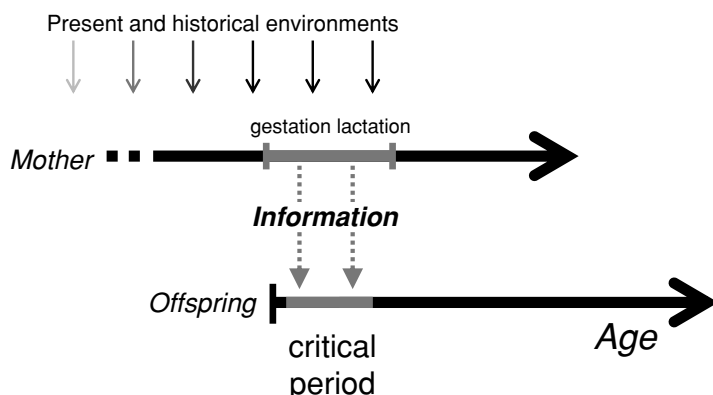 Present and historical environments
gestation lactation
Mother
Information
Offspring
Age
critical
period